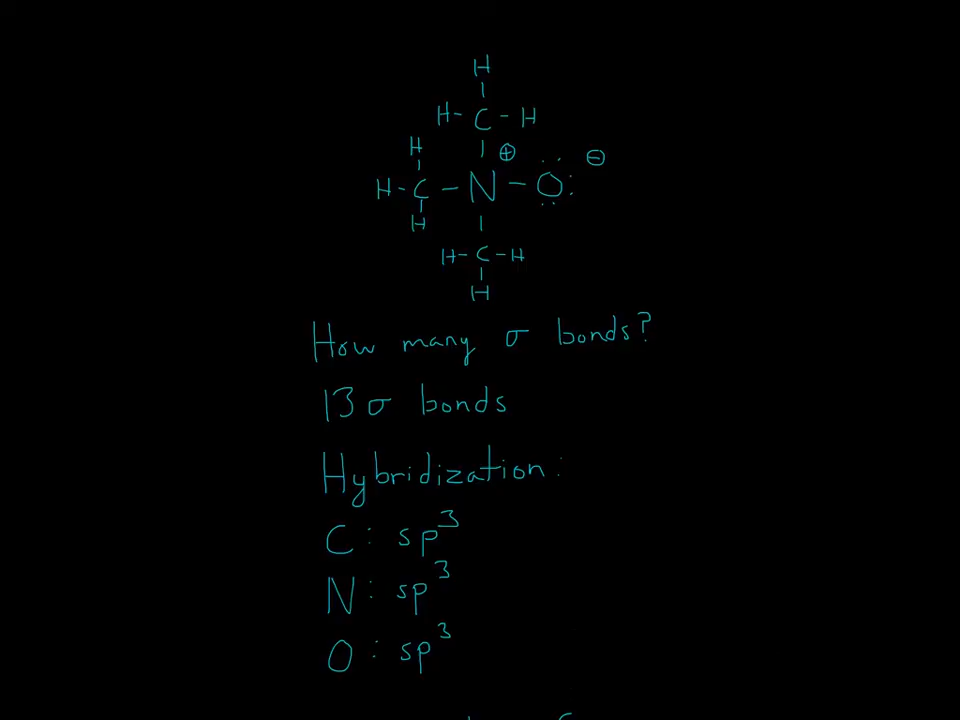 H
H- C - H
H ⊕ ⊖
H- C - N - O:
H
H- C - H
H
How many σ bonds?
13 σ bonds
Hybridization:
C: sp³
N: sp³
O: sp³